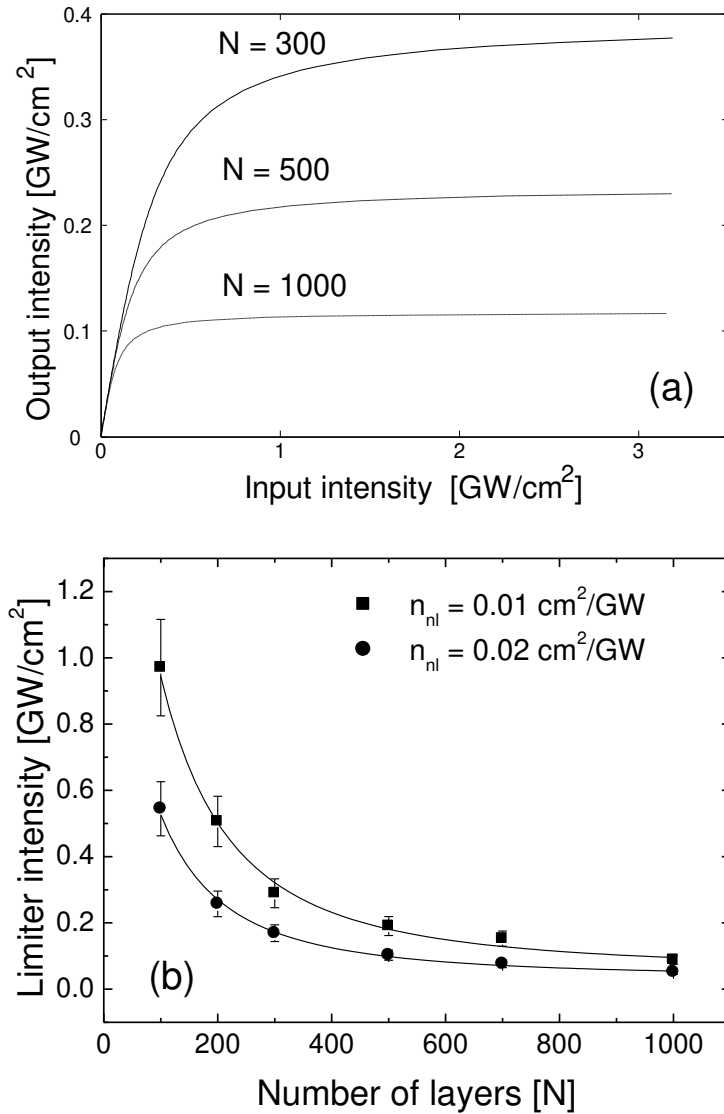 0.4
N = 300
0.3
N = 500
0.2
N = 1000
0.1
(a)
0
0
1
2
3
Output intensity [GW/cm²]
Input intensity [GW/cm²]
1.2
n_nl = 0.01 cm²/GW
n_nl = 0.02 cm²/GW
1.0
0.8
0.6
0.4
0.2
(b)
0.0
0
200
400
600
800
1000
Limiter intensity [GW/cm²]
Number of layers [N]